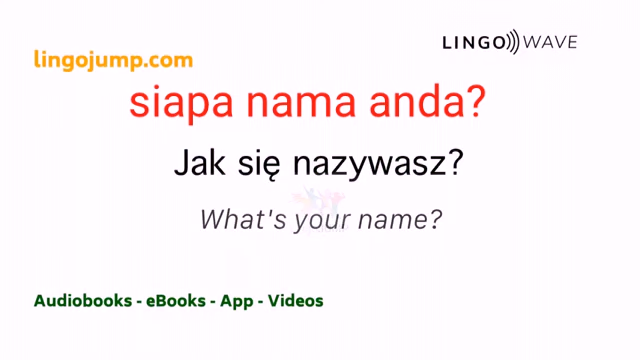 LINGO WAVE
lingojump.com
siapa nama anda?
Jak się nazywasz?
What's your name?
Audiobooks - eBooks - App - Videos